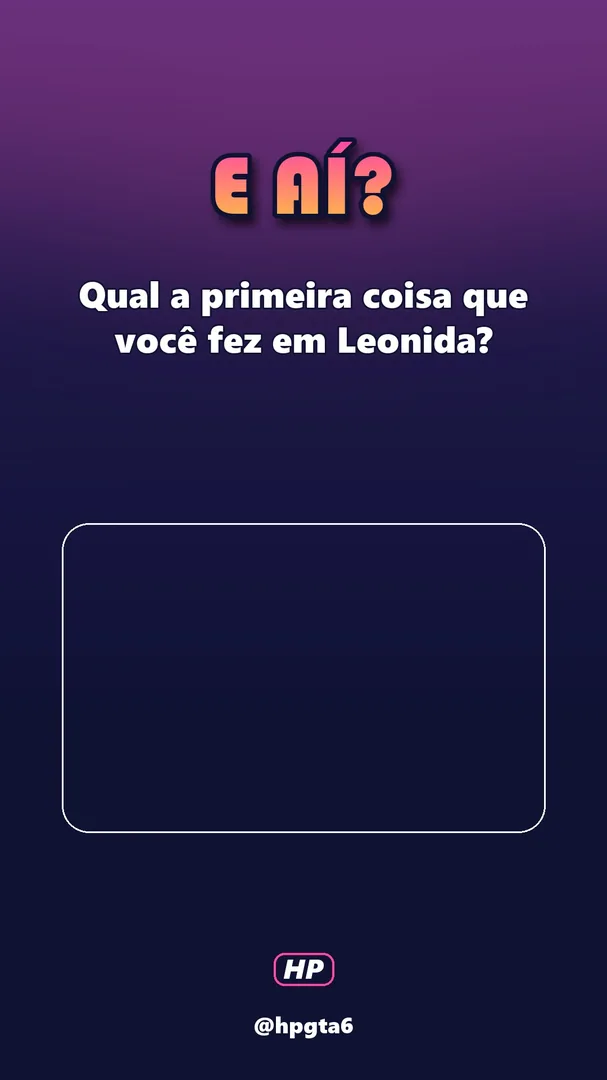 E AÍ?
Qual a primeira coisa que
você fez em Leonida?
HP
@hpgta6